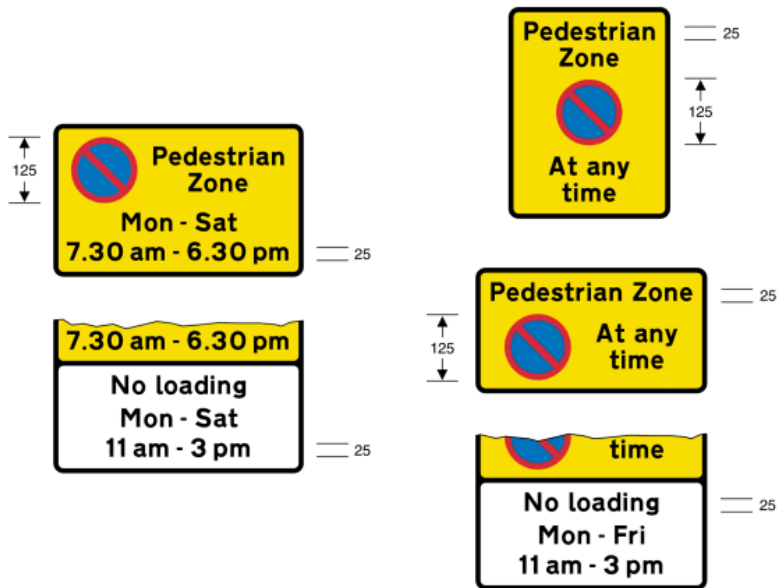 125
Pedestrian
Zone
Mon - Sat
7.30 am - 6.30 pm
25
7.30 am - 6.30 pm
No loading
Mon - Sat
11 am - 3 pm
25
Pedestrian
Zone
25
125
At any
time
Pedestrian Zone
25
125
At any
time
time
No loading
25
Mon - Fri
11 am - 3 pm